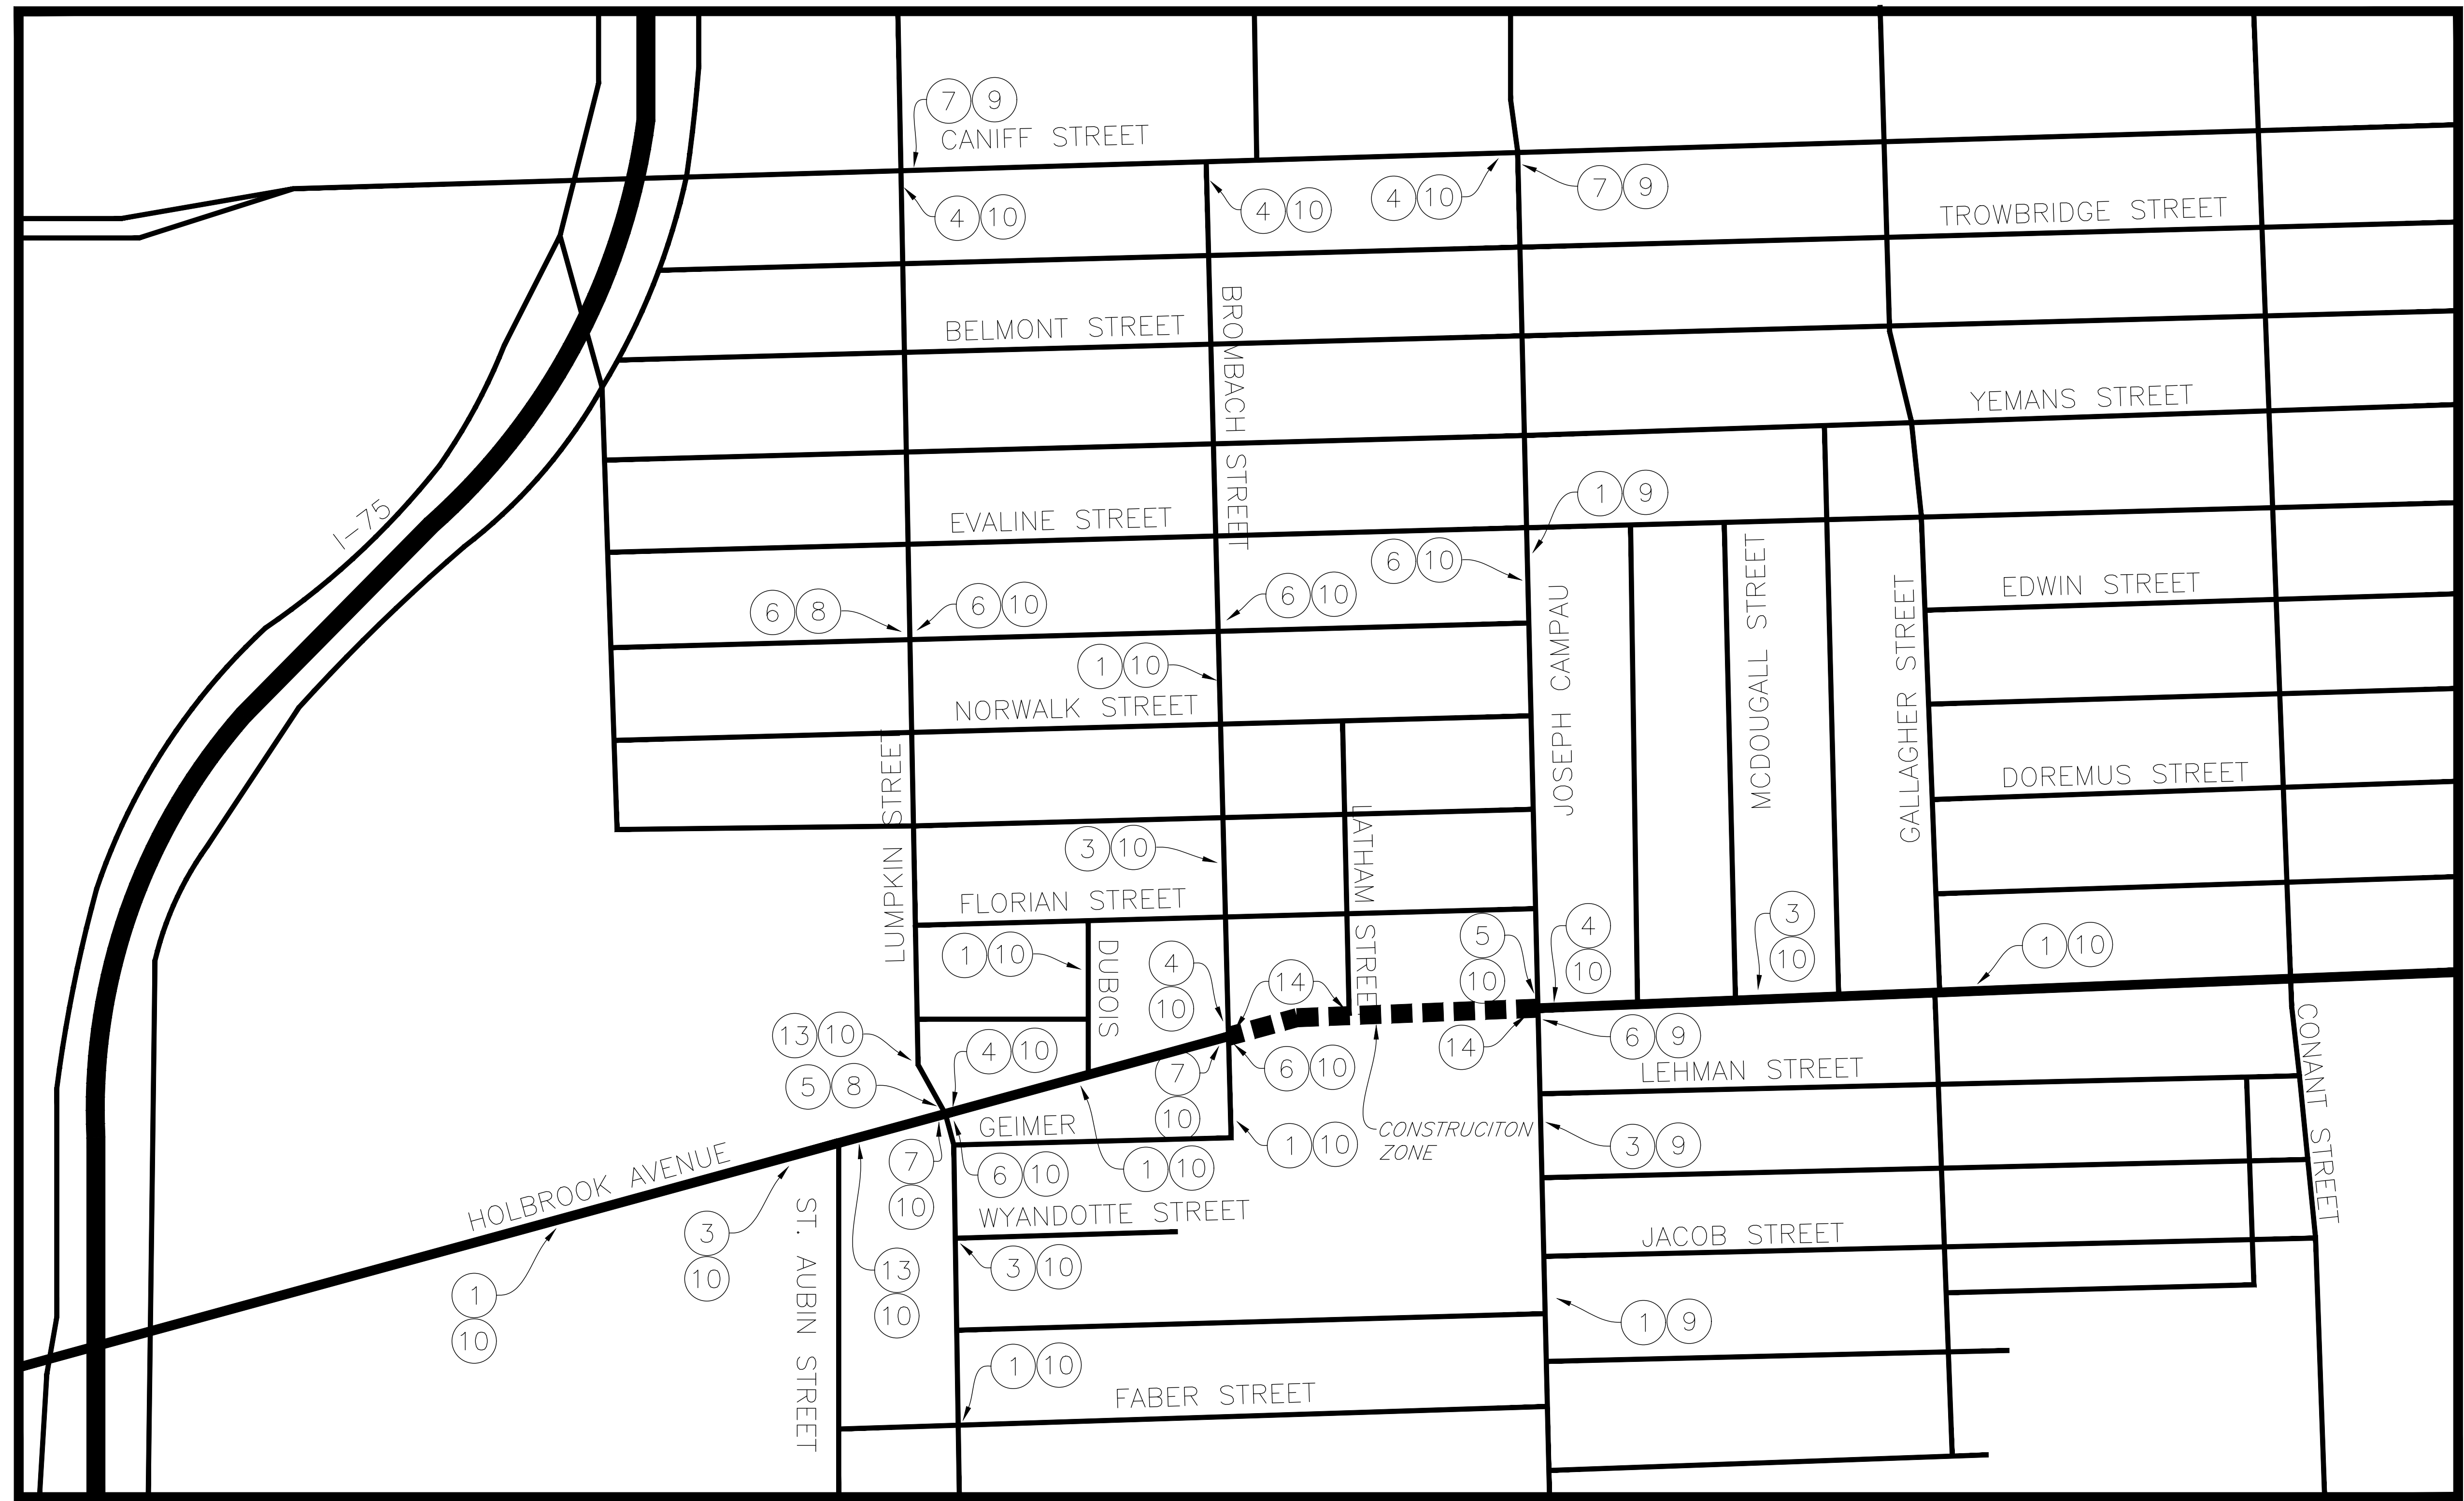 7 9
CANIFF STREET
4 10
4 10
4 10
7 9
TROWBRIDGE STREET
BELMONT STREET
BROMBACH STREET
YEMANS STREET
I-75
EVALINE STREET
1 9
6 10
6 8
6 10
6 10
EDWIN STREET
JOSEPH CAMPAU
MCDOUGALL STREET
GALLAGHER STREET
1 10
NORWALK STREET
LUMPKIN STREET
DOREMUS STREET
3 10
LATHAM STREET
FLORIAN STREET
1 10
DUBOIS
4
10
14
5
10
4
10
3
10
1 10
13 10
5 8
4 10
7
10
6 10
14
6 9
LEHMAN STREET
CONANT STREET
GEIMER
1 10
CONSTRUCITON
ZONE
3 9
HOLBROOK AVENUE
7
10
6 10
1 10
3
10
ST. AUBIN STREET
WYANDOTTE STREET
JACOB STREET
13
10
3 10
1
10
1 9
1 10
FABER STREET